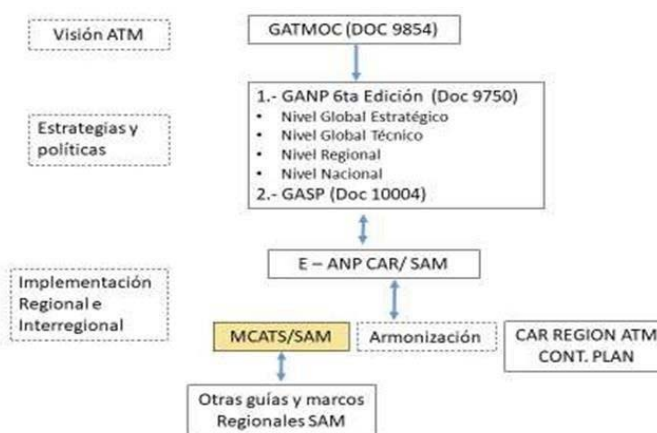 Visión ATM
GATMOC (DOC 9854)
Estrategias y
políticas
1.- GANP 6ta Edición (Doc 9750)
• Nivel Global Estratégico
• Nivel Global Técnico
• Nivel Regional
• Nivel Nacional
2.- GASP (Doc 10004)
Implementación
Regional e
Interregional
E – ANP CAR/ SAM
MCATS/SAM
Armonización
CAR REGION ATM
CONT. PLAN
Otras guías y marcos
Regionales SAM